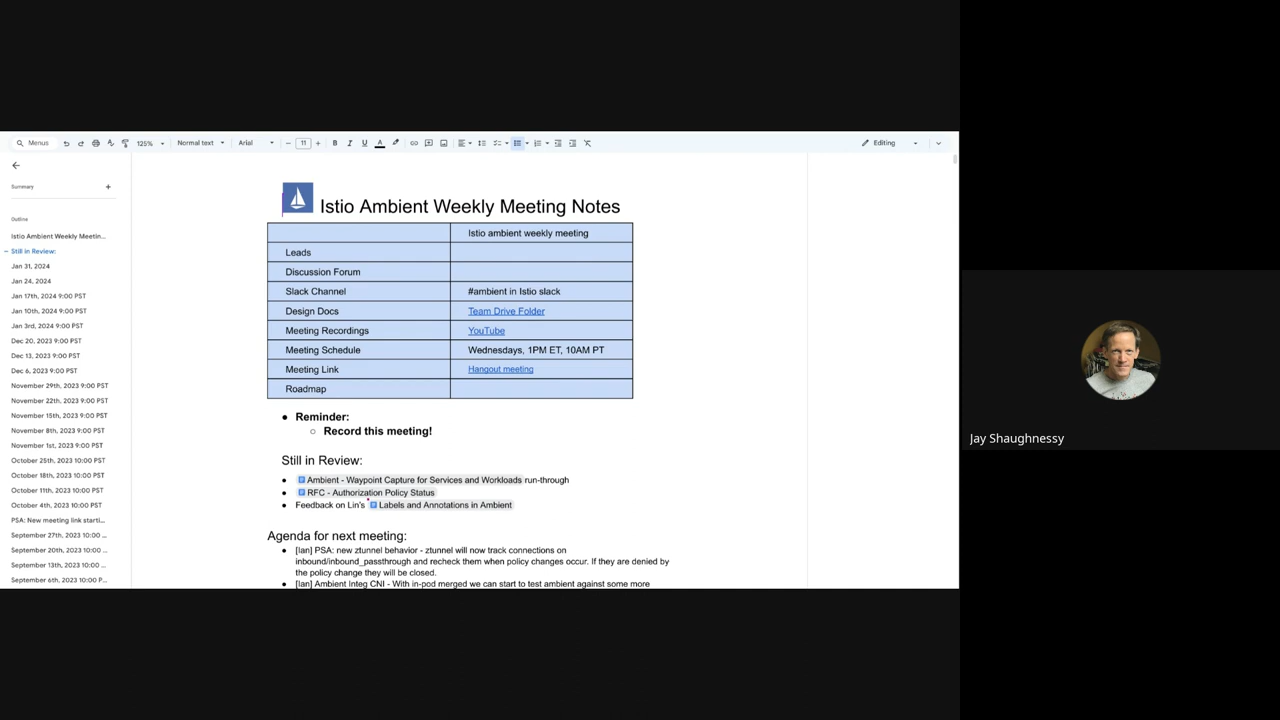 Menus
125%
Normal text
Arial
11
Editing
Summary
Outline
Istio Ambient Weekly Meetin...
Still in Review:
Jan 31, 2024
Jan 24, 2024
Jan 17th, 2024 9:00 PST
Jan 10th, 2024 9:00 PST
Jan 3rd, 2024 9:00 PST
Dec 20, 2023 9:00 PST
Dec 13, 2023 9:00 PST
Dec 6, 2023 9:00 PST
November 29th, 2023 9:00 PST
November 22th, 2023 9:00 PST
November 15th, 2023 9:00 PST
November 8th, 2023 9:00 PST
November 1st, 2023 9:00 PST
October 25th, 2023 10:00 PST
October 18th, 2023 10:00 PST
October 11th, 2023 10:00 PST
October 4th, 2023 10:00 PST
PSA: New meeting link starti...
September 27th, 2023 10:00 ...
September 20th, 2023 10:00 ...
September 13th, 2023 10:00 ...
September 6th, 2023 10:00 P...
Istio Ambient Weekly Meeting Notes
Istio ambient weekly meeting
Leads
Discussion Forum
Slack Channel #ambient in Istio slack
Design Docs Team Drive Folder
Meeting Recordings YouTube
Meeting Schedule Wednesdays, 1PM ET, 10AM PT
Meeting Link Hangout meeting
Roadmap
● Reminder:
○ Record this meeting!
Still in Review:
● Ambient - Waypoint Capture for Services and Workloads run-through
● RFC - Authorization Policy Status
● Feedback on Lin's Labels and Annotations in Ambient
Agenda for next meeting:
● [Ian] PSA: new ztunnel behavior - ztunnel will now track connections on
inbound/inbound_passthrough and recheck them when policy changes occur. If they are denied by
the policy change they will be closed.
● [Ian] Ambient Integ CNI - With in-pod merged we can start to test ambient against some more
Jay Shaughnessy